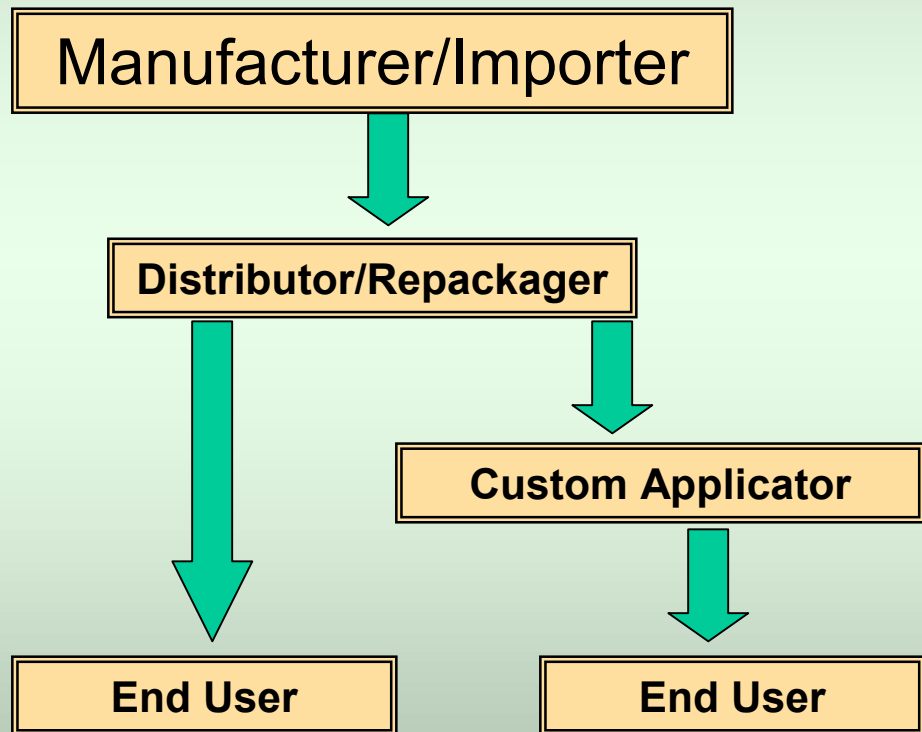 Manufacturer/Importer
Distributor/Repackager
Custom Applicator
End User
End User